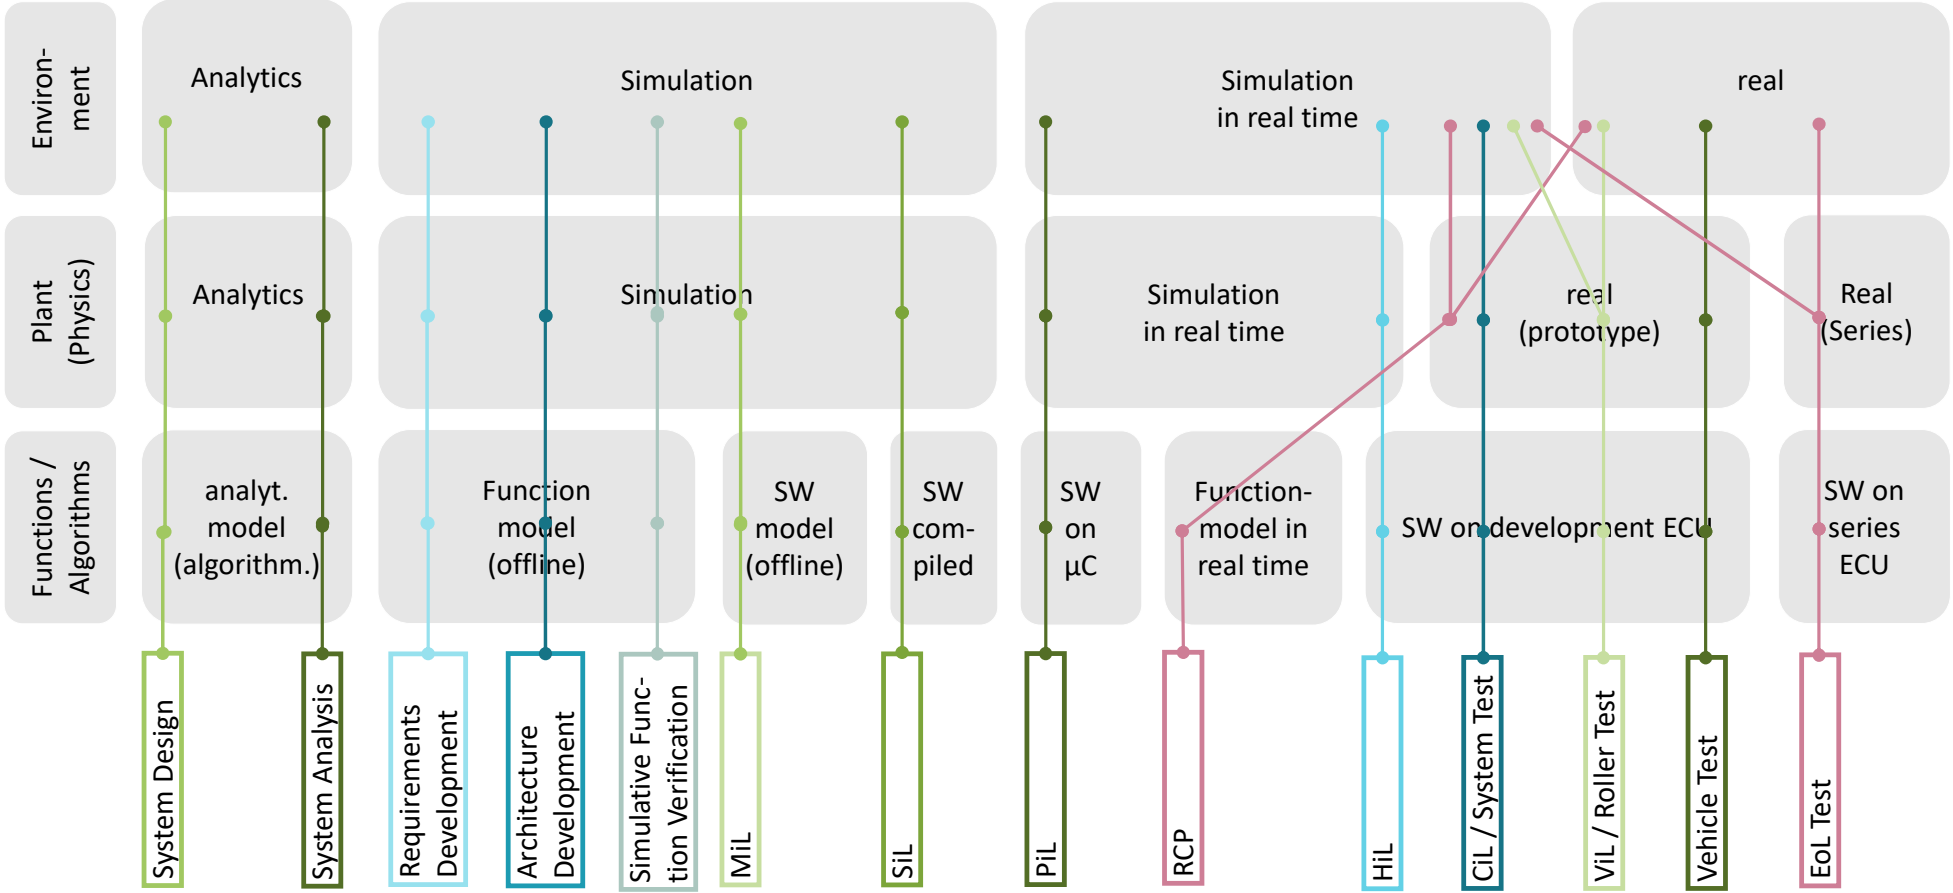 Environ-
ment
Analytics
Simulation
Simulation
in real time
real
Plant
(Physics)
Analytics
Simulation
Simulation
in real time
real
(prototype)
Real
(Series)
Functions /
Algorithms
analyt.
model
(algorithm.)
Function
model
(offline)
SW
model
(offline)
SW
com-
piled
SW
on
µC
Function-
model in
real time
SW on development ECU
SW on
series
ECU
System Design
System Analysis
Requirements
Development
Architecture
Development
Simulative Func-
tion Verification
MiL
SiL
PiL
RCP
HiL
CiL / System Test
ViL / Roller Test
Vehicle Test
EoL Test